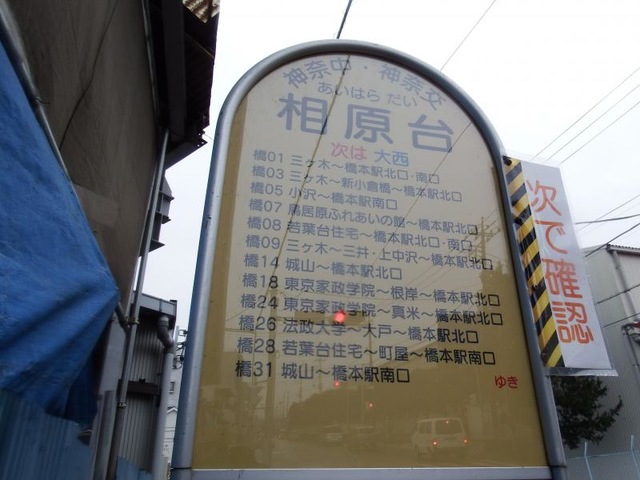 神奈中・神奈交
あいはら だい
相原台
次は 大西
橋01 三ヶ木〜橋本駅北口・南口
橋03 三ヶ木〜新小倉橋〜橋本駅北口
橋05 小沢〜橋本駅南口
橋07 鳥居原ふれあいの館〜橋本駅北口
橋08 若葉台住宅〜橋本駅北口・南口
橋09 三ヶ木〜三井・上中沢〜橋本駅北口
橋14 城山〜橋本駅北口
橋18 東京家政学院〜根岸〜橋本駅北口
橋24 東京家政学院〜真米〜橋本駅北口
橋26 法政大学〜大戸〜橋本駅北口
橋28 若葉台住宅〜町屋〜橋本駅南口
橋31 城山〜橋本駅南口
ゆき
次で確認